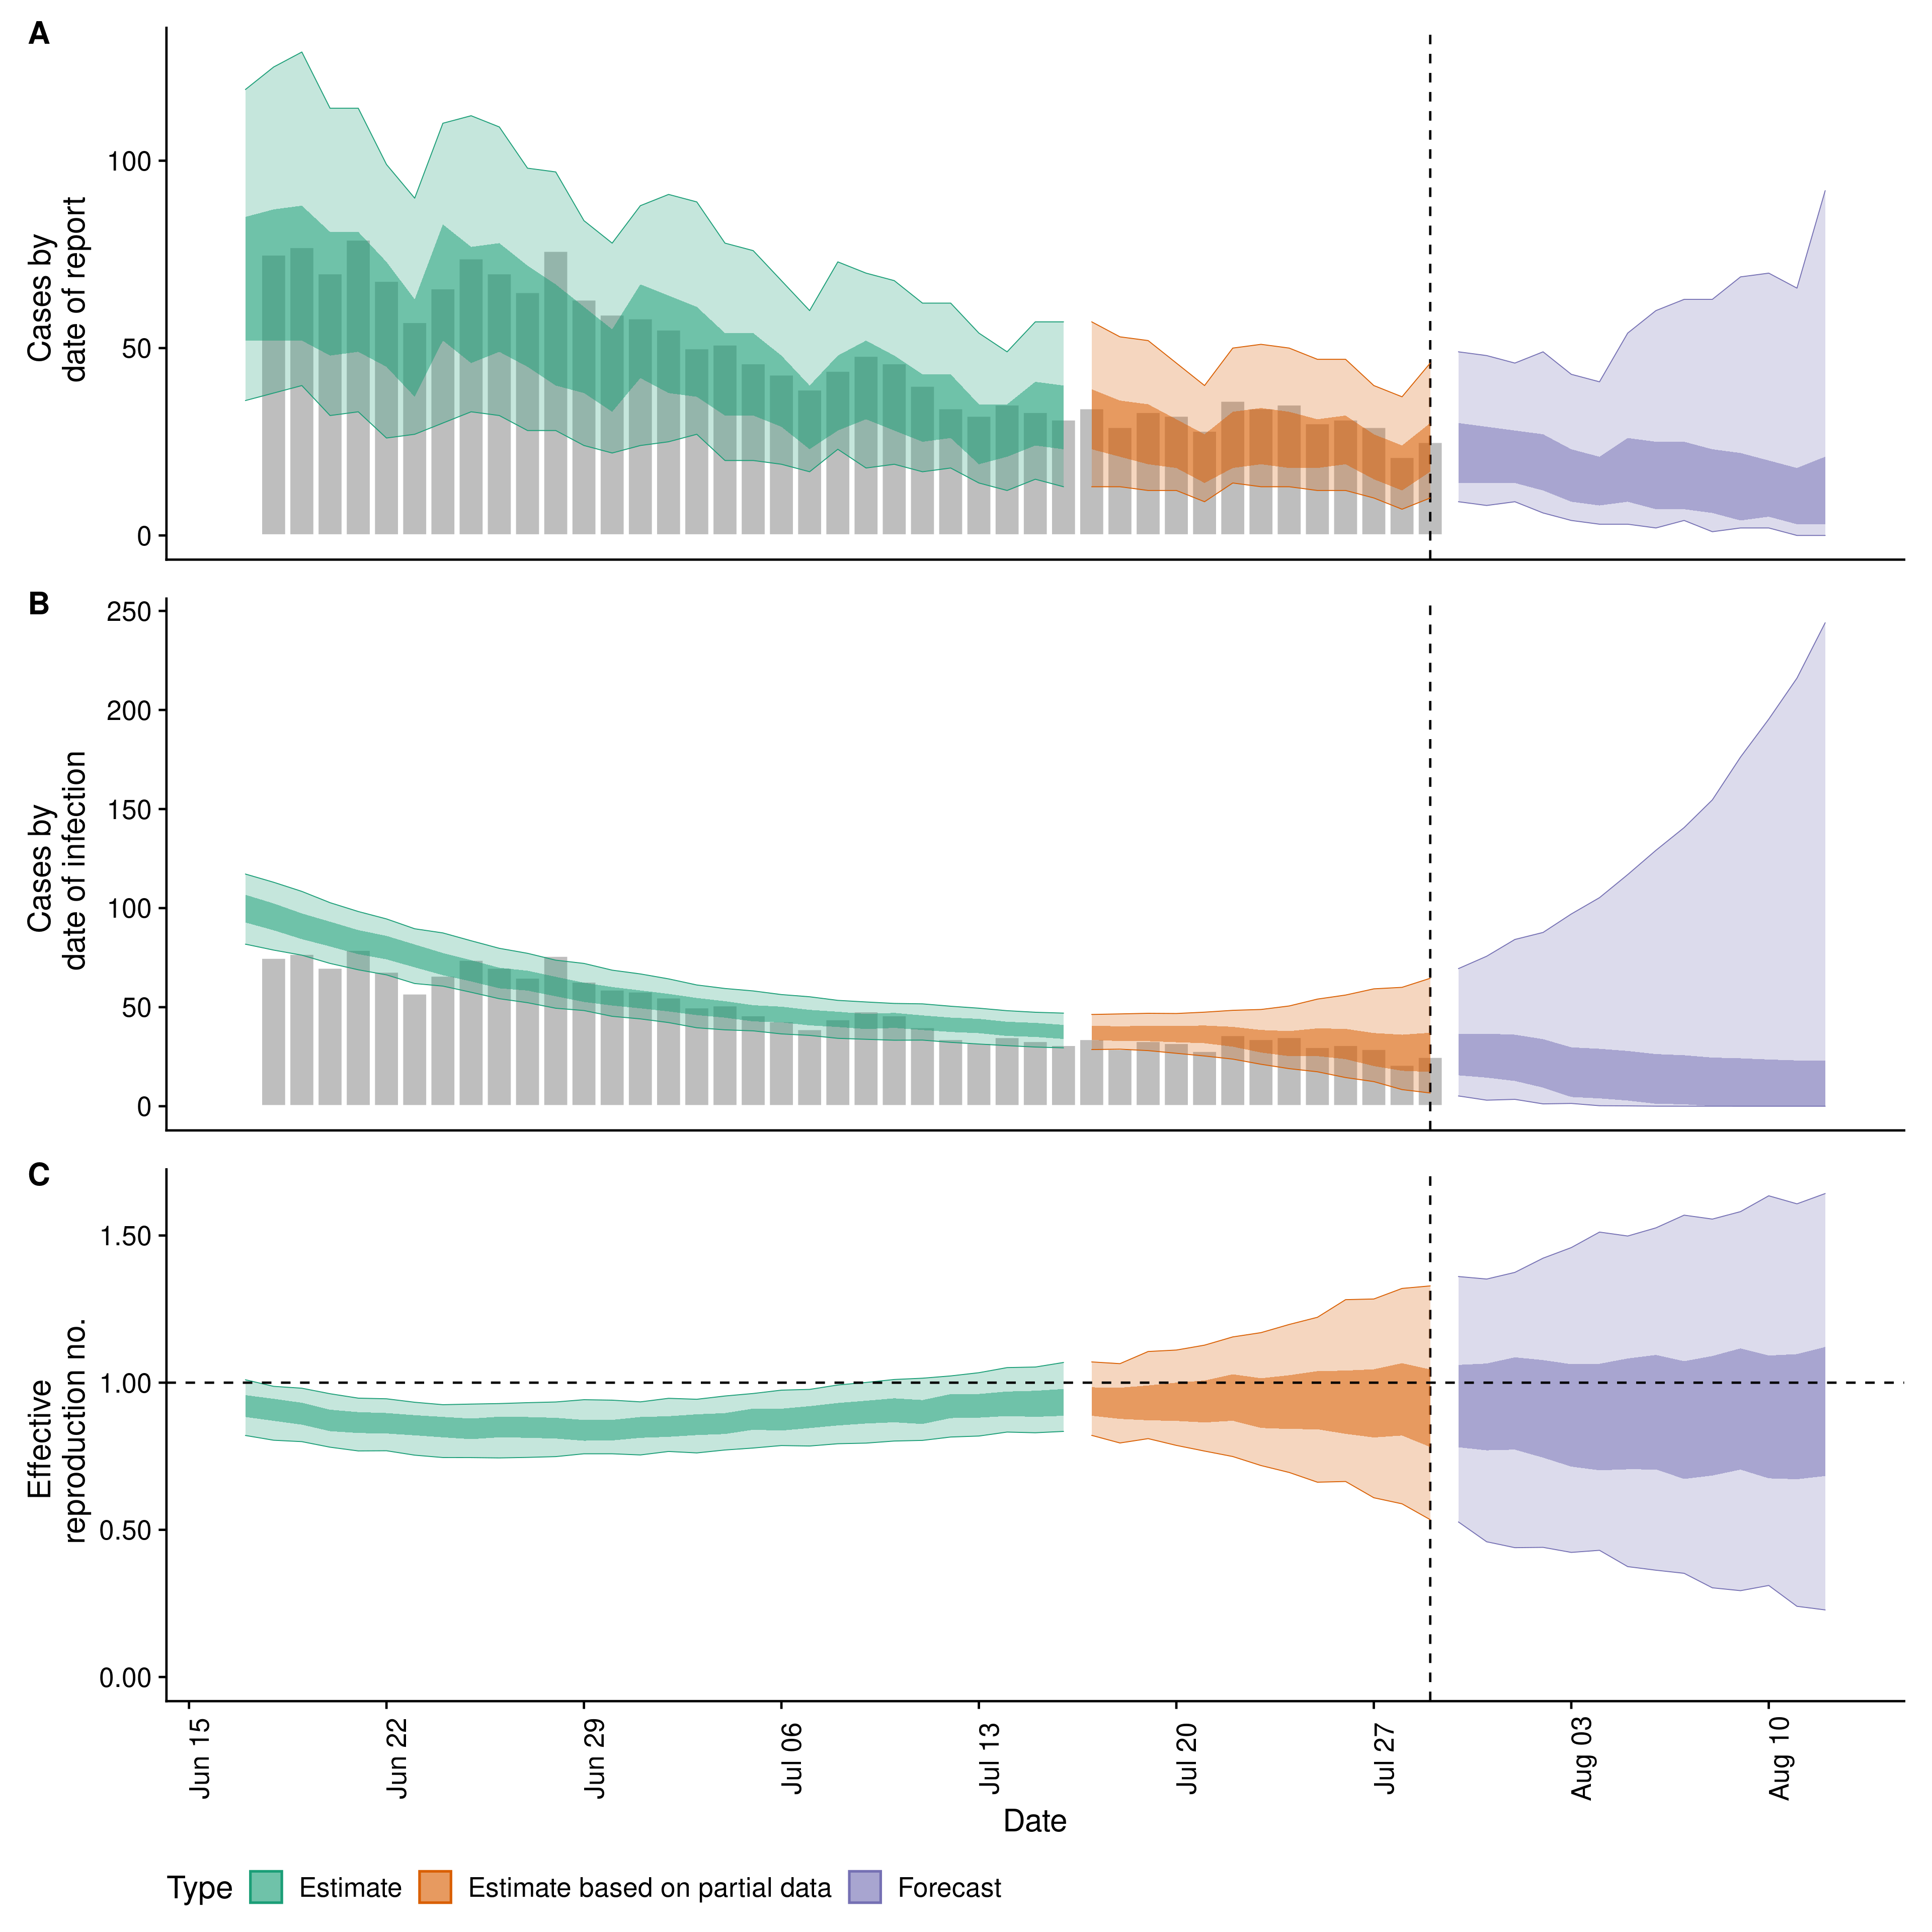 A
Cases by
date of report
100
50
0
B
Cases by
date of infection
250
200
150
100
50
0
C
Effective
reproduction no.
1.50
1.00
0.50
0.00
Jun 15
Jun 22
Jun 29
Jul 06
Jul 13
Jul 20
Jul 27
Aug 03
Aug 10
Date
Type Estimate Estimate based on partial data Forecast